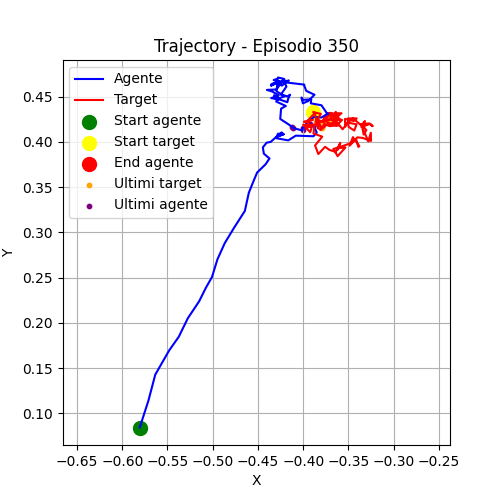 Trajectory - Episodio 350
Agente
Target
Start agente
Start target
End agente
Ultimi target
Ultimi agente
Y
0.45
0.40
0.35
0.30
0.25
0.20
0.15
0.10
−0.65 −0.60 −0.55 −0.50 −0.45 −0.40 −0.35 −0.30 −0.25
X